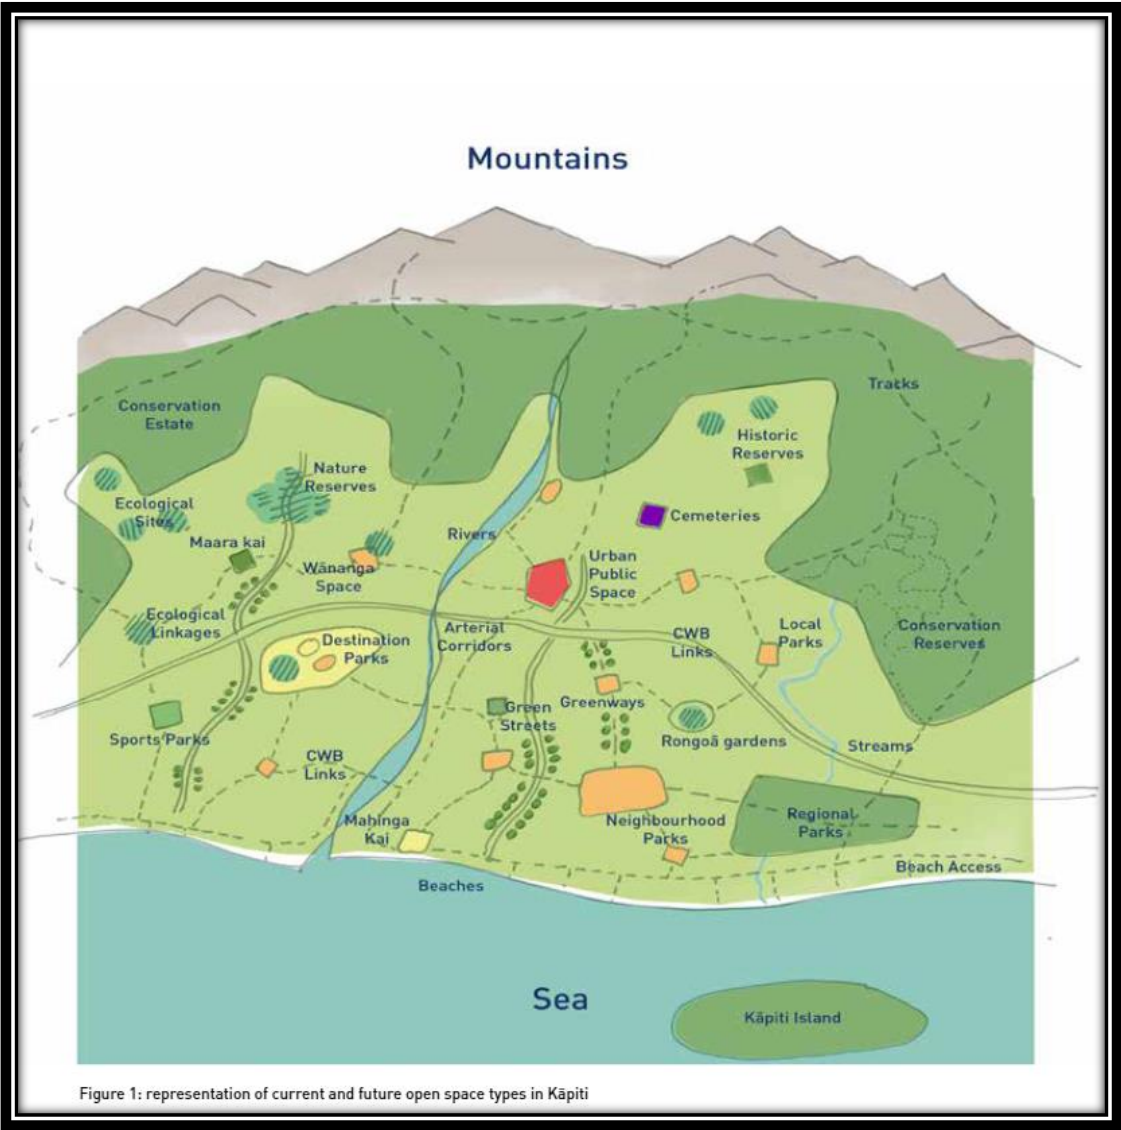 Mountains
Tracks
Conservation
Estate
Historic
Reserves
Nature
Reserves
Ecological
Sites
Cemeteries
Rivers
Maara kai
Urban
Public
Space
Wānanga
Space
Ecological
Linkages
Local
Parks
Conservation
Reserves
Arterial
Corridors
CWB
Links
Destination
Parks
Greenways
Green
Streets
Sports Parks
Rongoā gardens
Streams
CWB
Links
Regional
Parks
Mahinga
Kai
Neighbourhood
Parks
Beach Access
Beaches
Sea
Kāpiti Island
Figure 1: representation of current and future open space types in Kāpiti